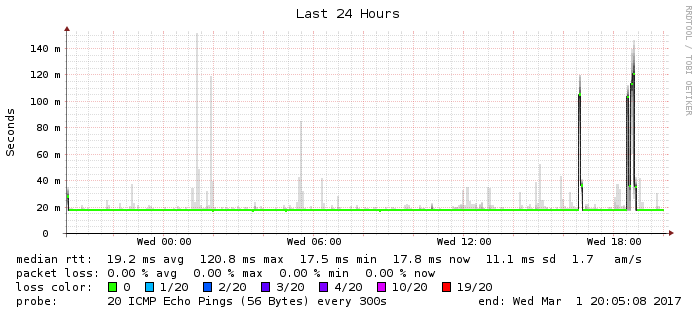 Last 24 Hours
RRDTOOL / TOBI OETIKER
Seconds
140 m
120 m
100 m
80 m
60 m
40 m
20 m
0
Wed 00:00 Wed 06:00 Wed 12:00 Wed 18:00
median rtt: 19.2 ms avg 120.8 ms max 17.5 ms min 17.8 ms now 11.1 ms sd 1.7 am/s
packet loss: 0.00 % avg 0.00 % max 0.00 % min 0.00 % now
loss color: 0 1/20 2/20 3/20 4/20 10/20 19/20
probe: 20 ICMP Echo Pings (56 Bytes) every 300s end: Wed Mar 1 20:05:08 2017